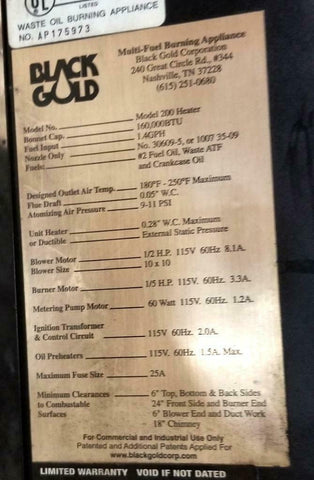 UL
LISTED
WASTE OIL BURNING APPLIANCE
NO. AP175973
BLACK GOLD
Multi-Fuel Burning Appliance
Black Gold Corporation
240 Great Circle Rd., #344
Nashville, TN 37228
(615) 251-0680
Model No. Model 200 Heater
Bonnet Cap. 160,000BTU
Fuel Input 1.4GPH
Nozzle Only No. 30609-5, or 1007 35-09
Fuels: #2 Fuel Oil, Waste ATF
and Crankcase Oil
Designed Outlet Air Temp. 180°F - 250°F Maximum
Flue Draft 0.05" W.C.
Atomizing Air Pressure 9-11 PSI
Unit Heater 0.28" W.C. Maximum
or Ductible External Static Pressure
Blower Motor 1/2 H.P. 115V 60Hz 8.1A.
Blower Size 10 x 10
Burner Motor 1/5 H.P. 115V 60Hz. 3.3A.
Metering Pump Motor 60 Watt 115V 60Hz. 1.2A.
Ignition Transformer
& Control Circuit 115V 60Hz. 2.0A.
Oil Preheaters 115V. 60Hz. 1.5A. Max.
Maximum Fuse Size 25A
Minimum Clearances 6" Top, Bottom & Back Sides
to Combustable 24" Front Side and Burner End
Surfaces 6" Blower End and Duct Work
18" Chimney
For Commercial and Industrial Use Only
Patented and Additional Patents Applied For
www.blackgoldcorp.com
LIMITED WARRANTY VOID IF NOT DATED